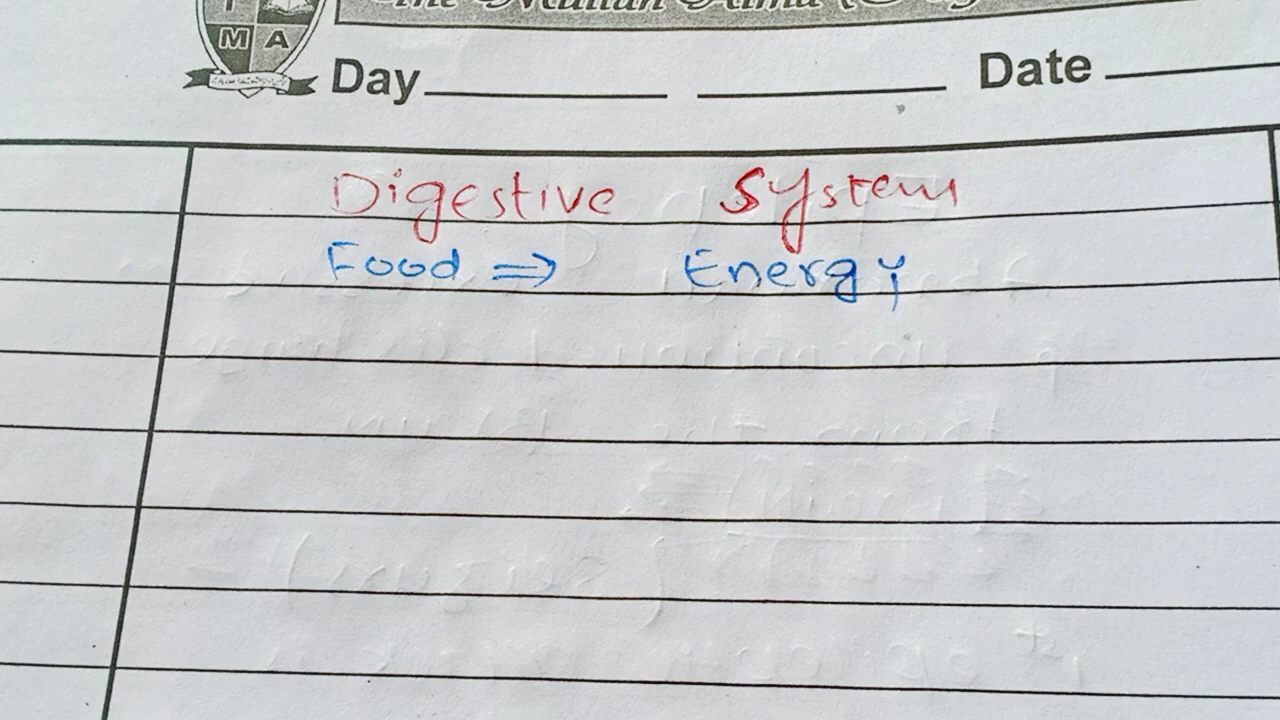 M A
Day Date
Digestive System
Food ⇒ Energy